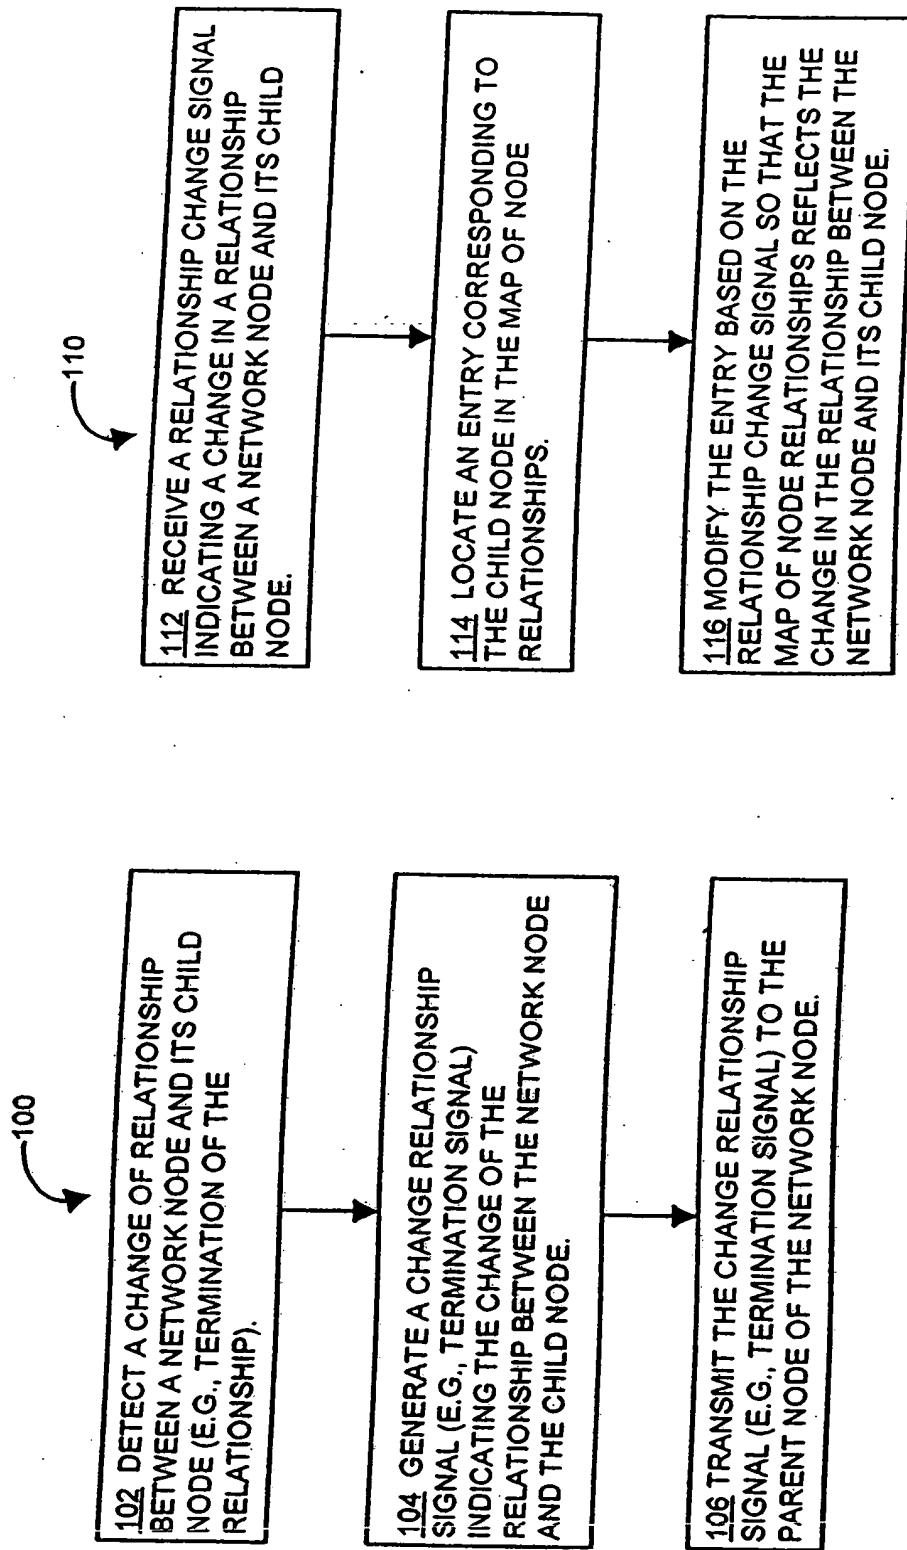 100
102 DETECT A CHANGE OF RELATIONSHIP
BETWEEN A NETWORK NODE AND ITS CHILD
NODE (E.G., TERMINATION OF THE
RELATIONSHIP).
104 GENERATE A CHANGE RELATIONSHIP
SIGNAL (E.G., TERMINATION SIGNAL)
INDICATING THE CHANGE OF THE
RELATIONSHIP BETWEEN THE NETWORK NODE
AND THE CHILD NODE.
106 TRANSMIT THE CHANGE RELATIONSHIP
SIGNAL (E.G., TERMINATION SIGNAL) TO THE
PARENT NODE OF THE NETWORK NODE.
110
112 RECEIVE A RELATIONSHIP CHANGE SIGNAL
INDICATING A CHANGE IN A RELATIONSHIP
BETWEEN A NETWORK NODE AND ITS CHILD
NODE.
114 LOCATE AN ENTRY CORRESPONDING TO
THE CHILD NODE IN THE MAP OF NODE
RELATIONSHIPS.
116 MODIFY THE ENTRY BASED ON THE
RELATIONSHIP CHANGE SIGNAL SO THAT THE
MAP OF NODE RELATIONSHIPS REFLECTS THE
CHANGE IN THE RELATIONSHIP BETWEEN THE
NETWORK NODE AND ITS CHILD NODE.